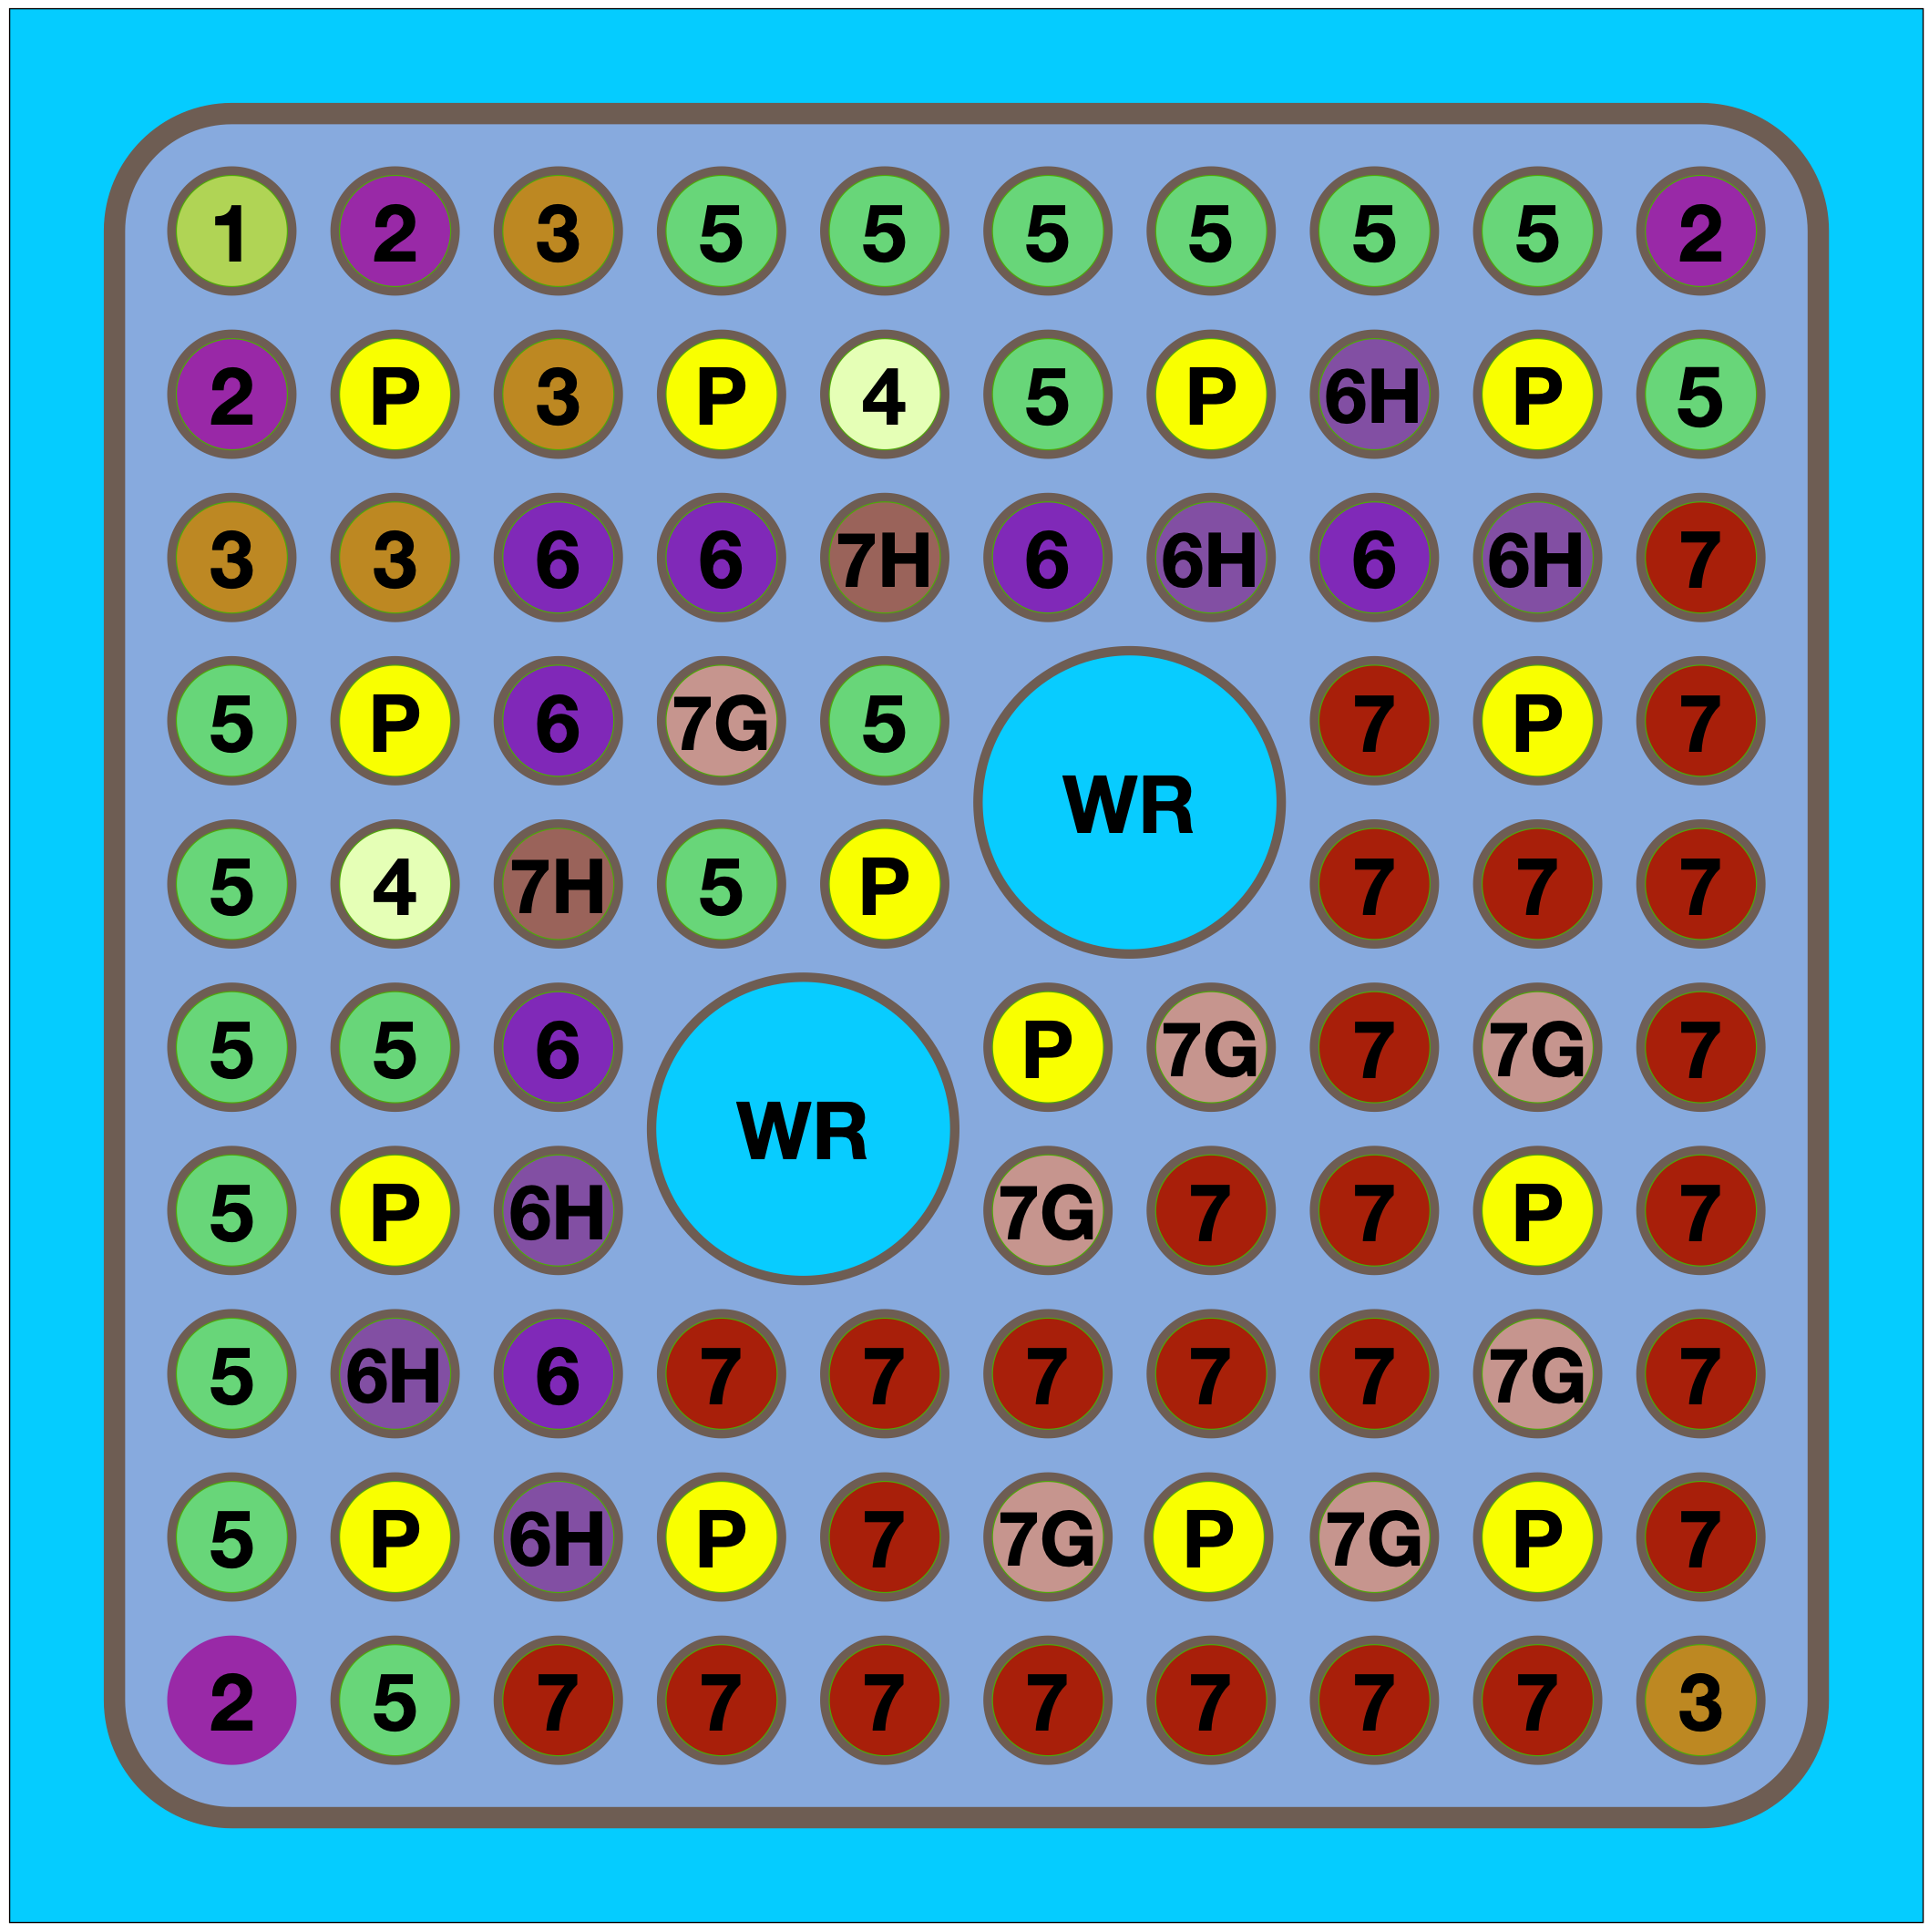 1 2 3 5 5 5 5 5 5 2
2 P 3 P 4 5 P 6H P 5
3 3 6 6 7H 6 6H 6 6H 7
5 P 6 7G 5 7 P 7
WR
5 4 7H 5 P 7 7 7
5 5 6 P 7G 7 7G 7
WR
5 P 6H 7G 7 7 P 7
5 6H 6 7 7 7 7 7 7G 7
5 P 6H P 7 7G P 7G P 7
2 5 7 7 7 7 7 7 7 3